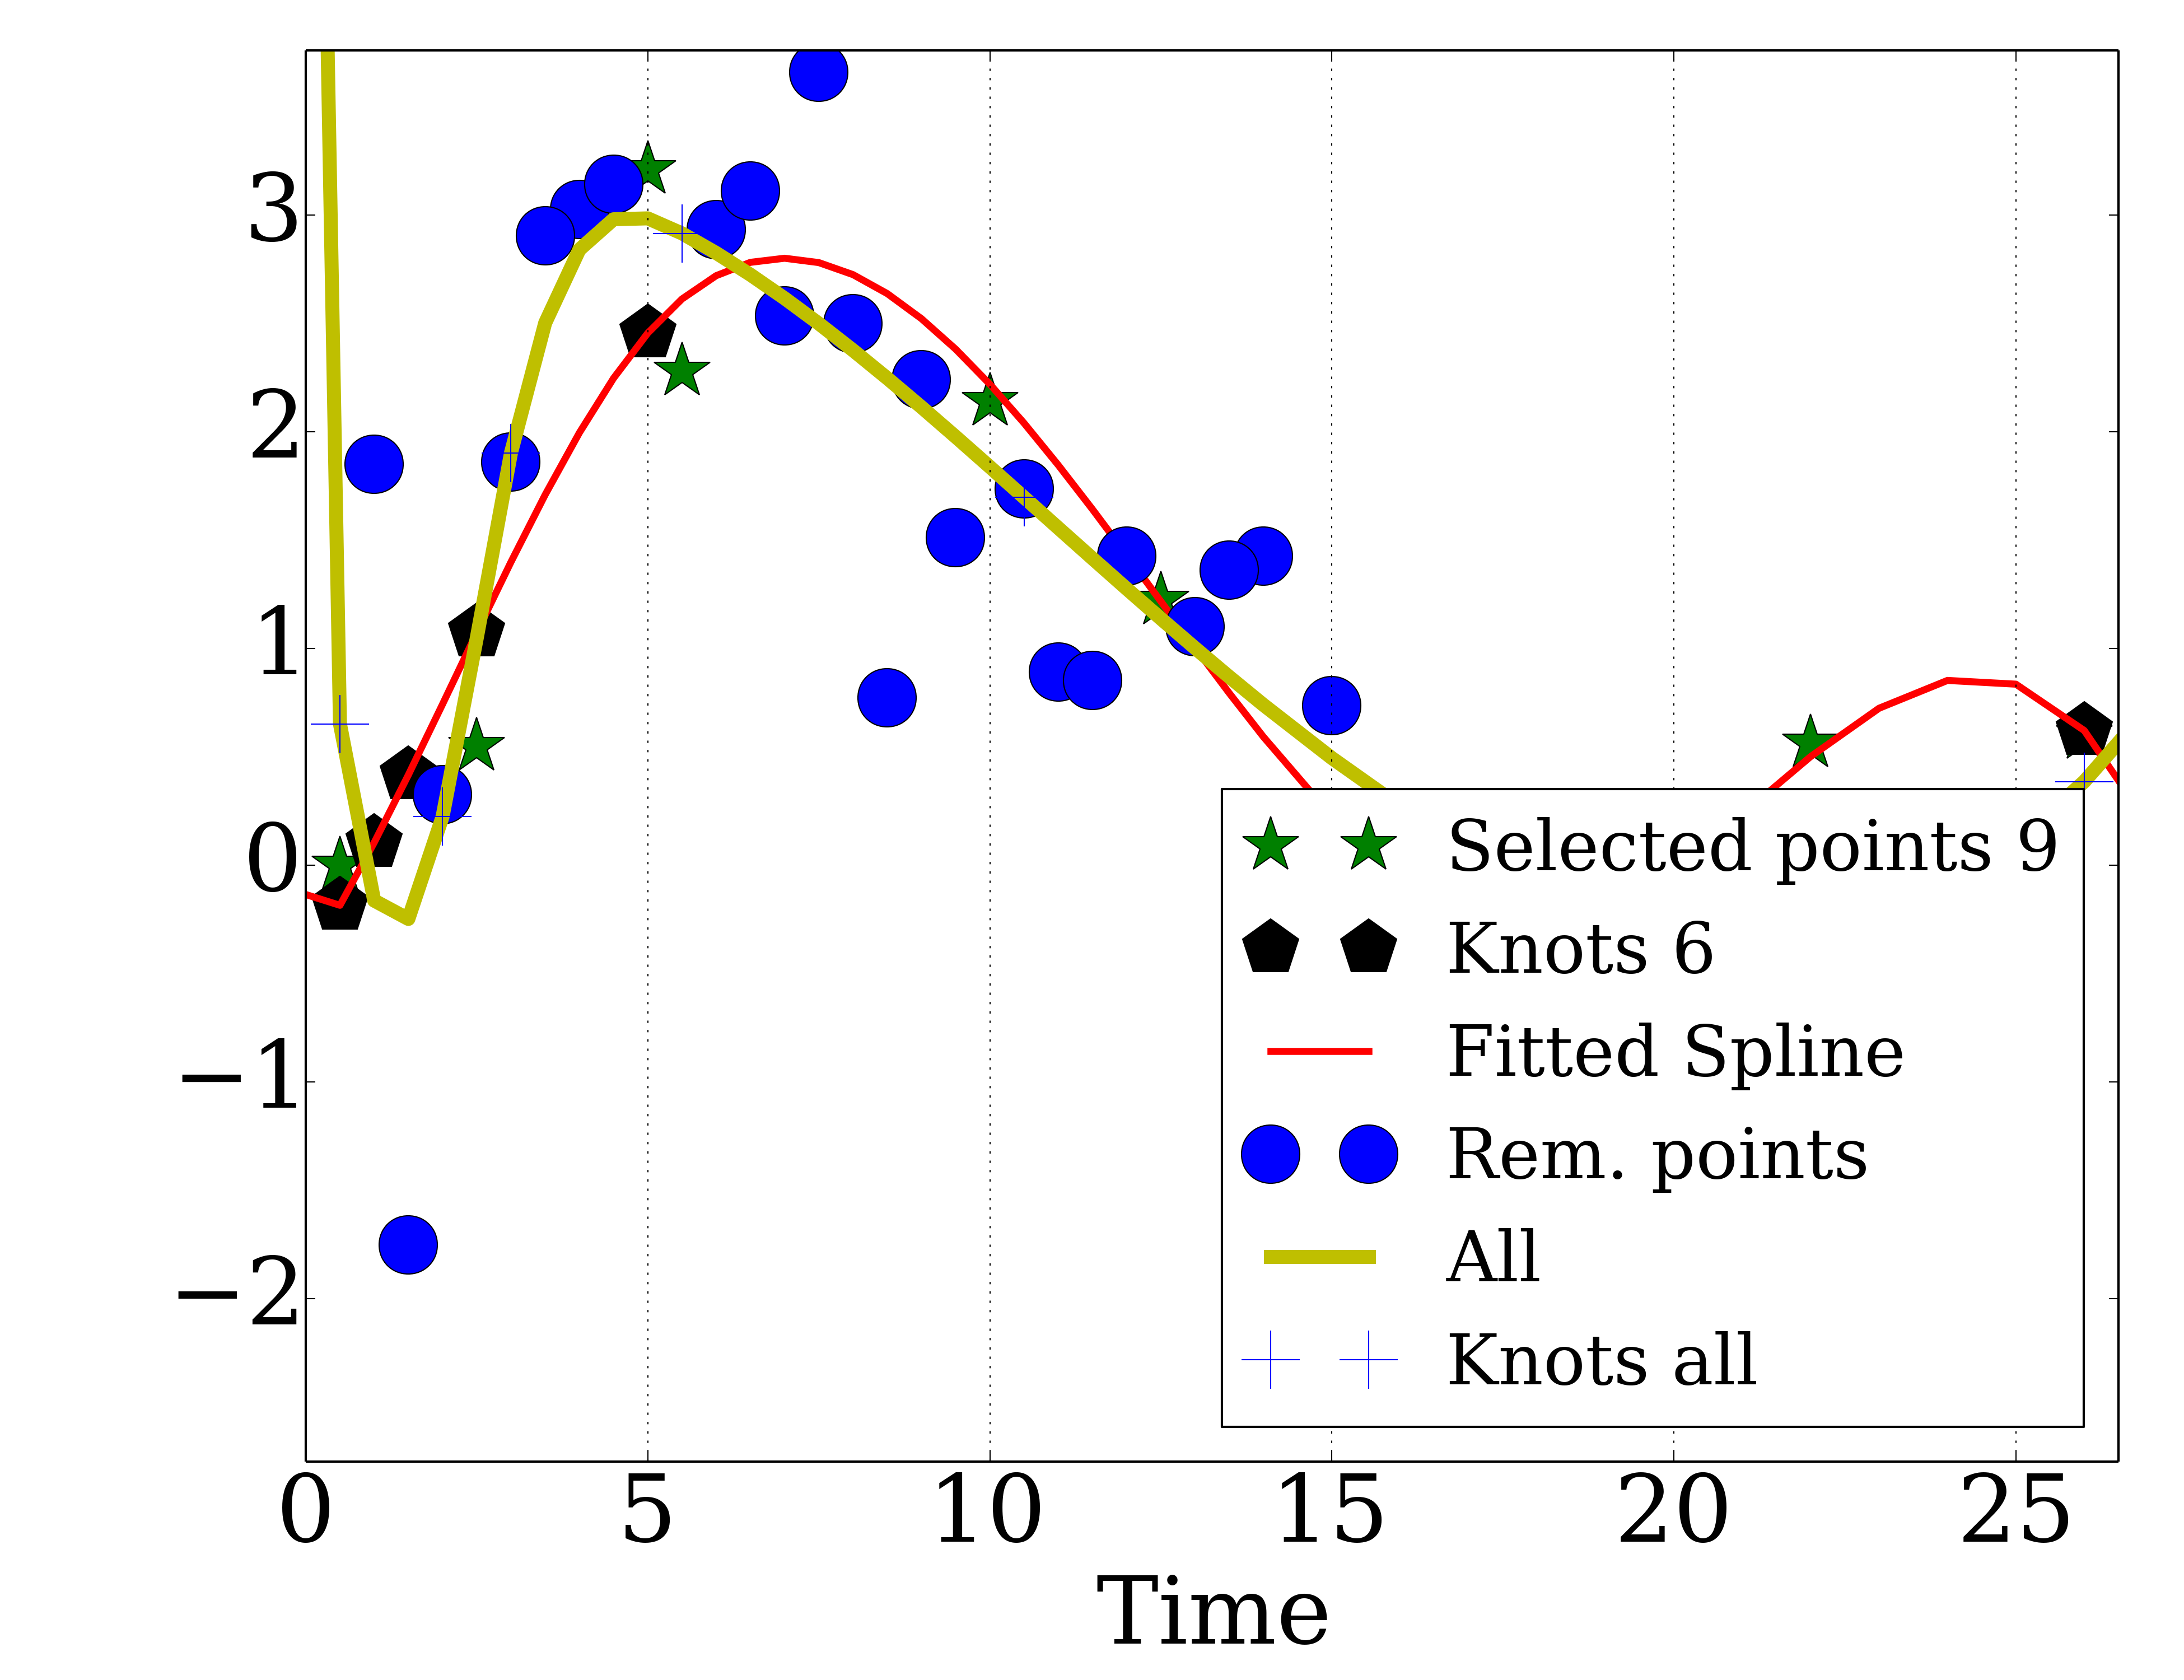 3
2
1
0
−1
−2
Selected points 9
Knots 6
Fitted Spline
Rem. points
All
Knots all
0 5 10 15 20 25
Time